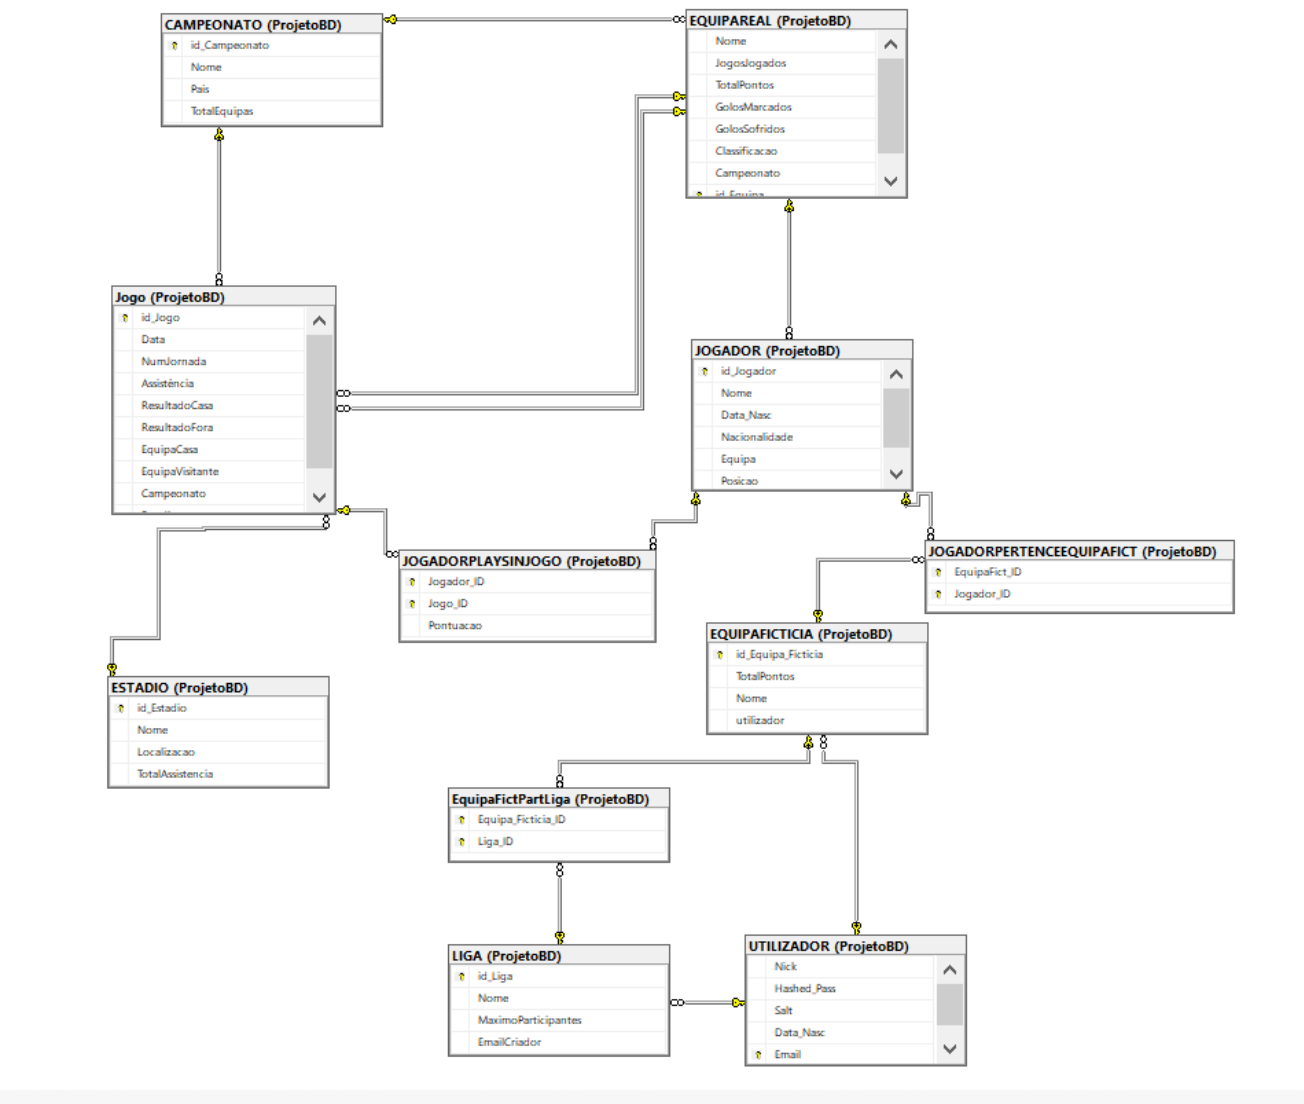 CAMPEONATO (ProjetoBD)
id_Campeonato
Nome
Pais
TotalEquipas
EQUIPAREAL (ProjetoBD)
Nome
JogosJogados
TotalPontos
GolosMarcados
GolosSofridos
Classificacao
Campeonato
id_Equipa
Jogo (ProjetoBD)
id_Jogo
Data
NumJornada
Assistência
ResultadoCasa
ResultadoFora
EquipaCasa
EquipaVisitante
Campeonato
JOGADOR (ProjetoBD)
id_Jogador
Nome
Data_Nasc
Nacionalidade
Equipa
Posicao
JOGADORPLAYSINJOGO (ProjetoBD)
Jogador_ID
Jogo_ID
Pontuacao
JOGADORPERTENCEEQUIPAFICT (ProjetoBD)
EquipaFict_ID
Jogador_ID
EQUIPAFICTICIA (ProjetoBD)
id_Equipa_Ficticia
TotalPontos
Nome
utilizador
ESTADIO (ProjetoBD)
id_Estadio
Nome
Localizacao
TotalAssistencia
EquipaFictPartLiga (ProjetoBD)
Equipa_Ficticia_ID
Liga_ID
LIGA (ProjetoBD)
id_Liga
Nome
MaximoParticipantes
EmailCriador
UTILIZADOR (ProjetoBD)
Nick
Hashed_Pass
Salt
Data_Nasc
Email